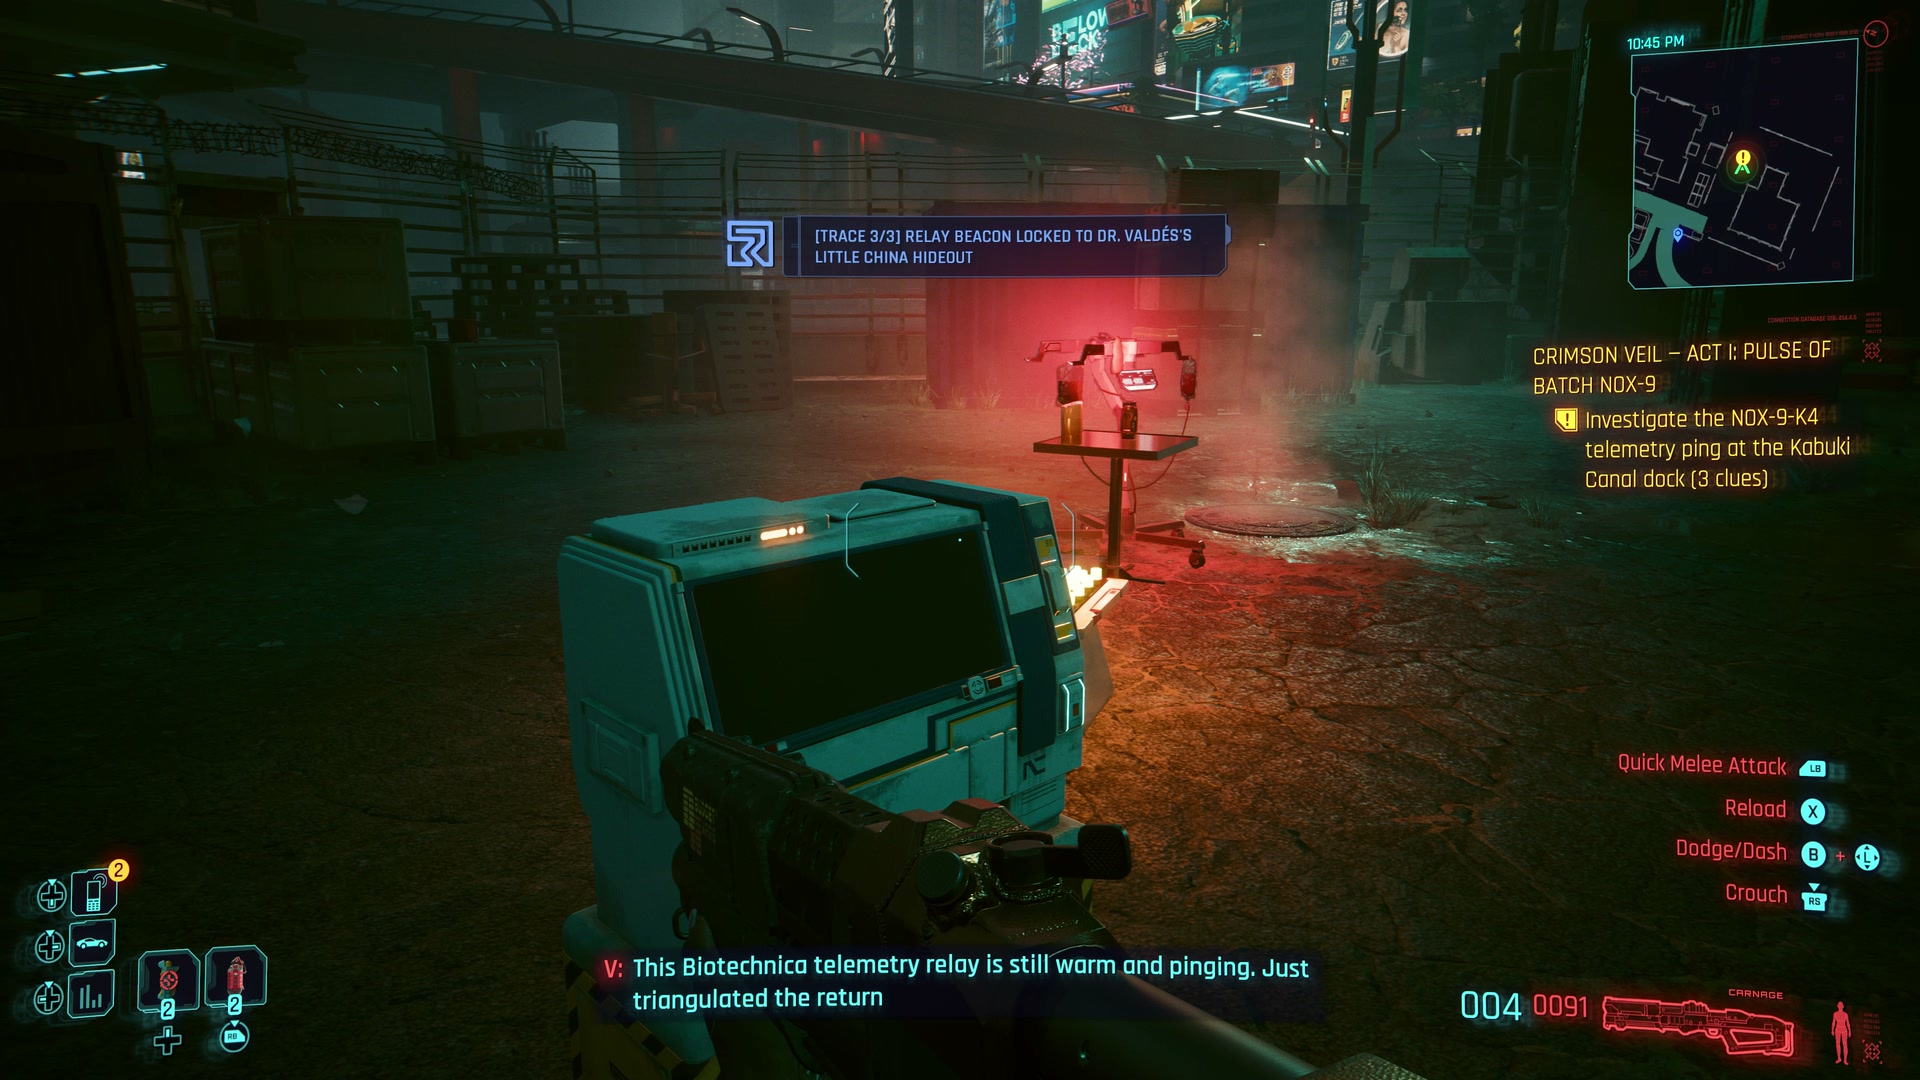 BELOW
10:45 PM
[TRACE 3/3] RELAY BEACON LOCKED TO DR. VALDÉS'S
LITTLE CHINA HIDEOUT
CRIMSON VEIL – ACT I: PULSE OF
BATCH NOX-9
Investigate the NOX-9-K4
telemetry ping at the Kabuki
Canal dock (3 clues)
Quick Melee Attack LB
Reload X
Dodge/Dash B + L
Crouch RS
2
2
2
RB
V: This Biotechnica telemetry relay is still warm and pinging. Just
triangulated the return
CARNAGE
004 0091